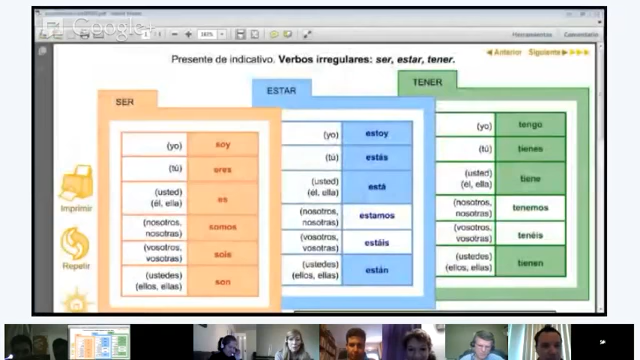 Google+
Herramientas
Comentario
Anterior Siguiente
Presente de indicativo. Verbos irregulares: ser, estar, tener.
SER
(yo) soy
(tú) eres
(usted) (él, ella) es
(nosotros, nosotras) somos
(vosotros, vosotras) sois
(ustedes) (ellos, ellas) son
ESTAR
(yo) estoy
(tú) estás
(usted) (él, ella) está
(nosotros, nosotras) estamos
(vosotros, vosotras) estáis
(ustedes) (ellos, ellas) están
TENER
(yo) tengo
(tú) tienes
(usted) (él, ella) tiene
(nosotros, nosotras) tenemos
(vosotros, vosotras) tenéis
(ustedes) (ellos, ellas) tienen
Imprimir
Repetir